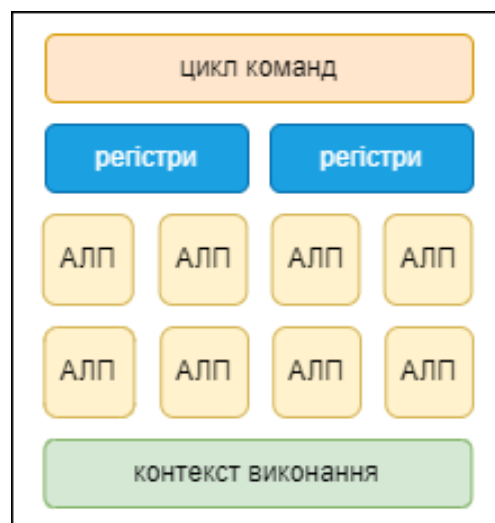 цикл команд
регістри регістри
АЛП АЛП АЛП АЛП
АЛП АЛП АЛП АЛП
контекст виконання